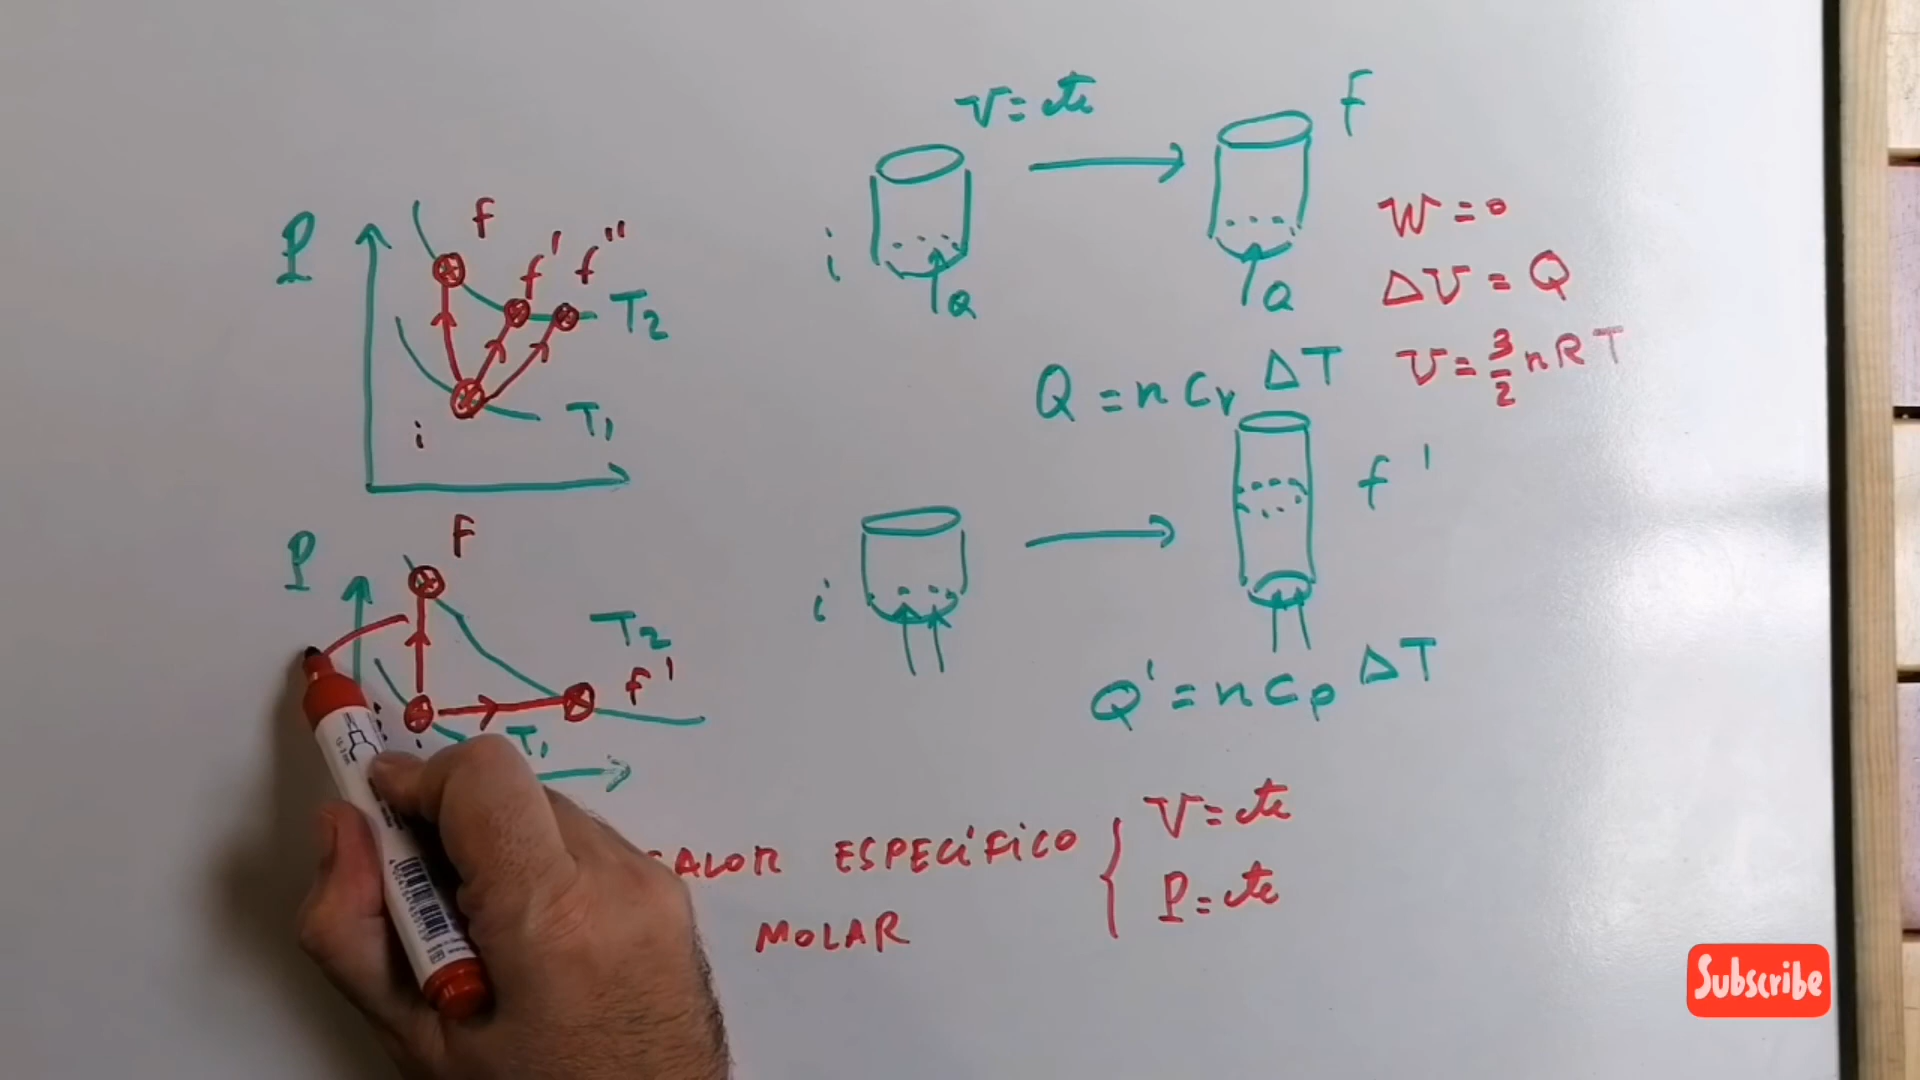 P
f
f'
f''
T2
i
T1
V = cte
i
Q
f
Q
W = 0
ΔU = Q
U = 3/2 nRT
Q = n Cv ΔT
P
f
T2
f'
T1
i
f'
Q' = n Cp ΔT
CALOR ESPECÍFICO
MOLAR
V = cte
P = cte
Subscribe